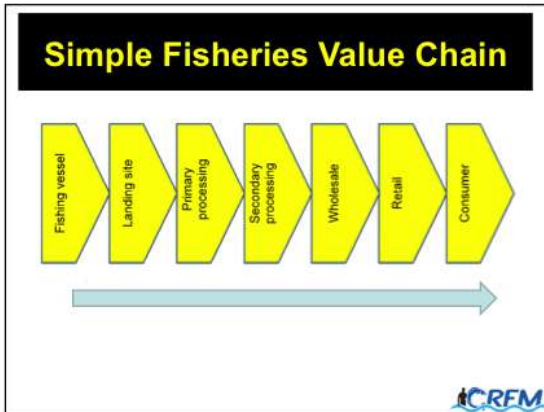 Simple Fisheries Value Chain
Fishing vessel
Landing site
Primary
processing
Secondary
processing
Wholesale
Retail
Consumer
CRFM